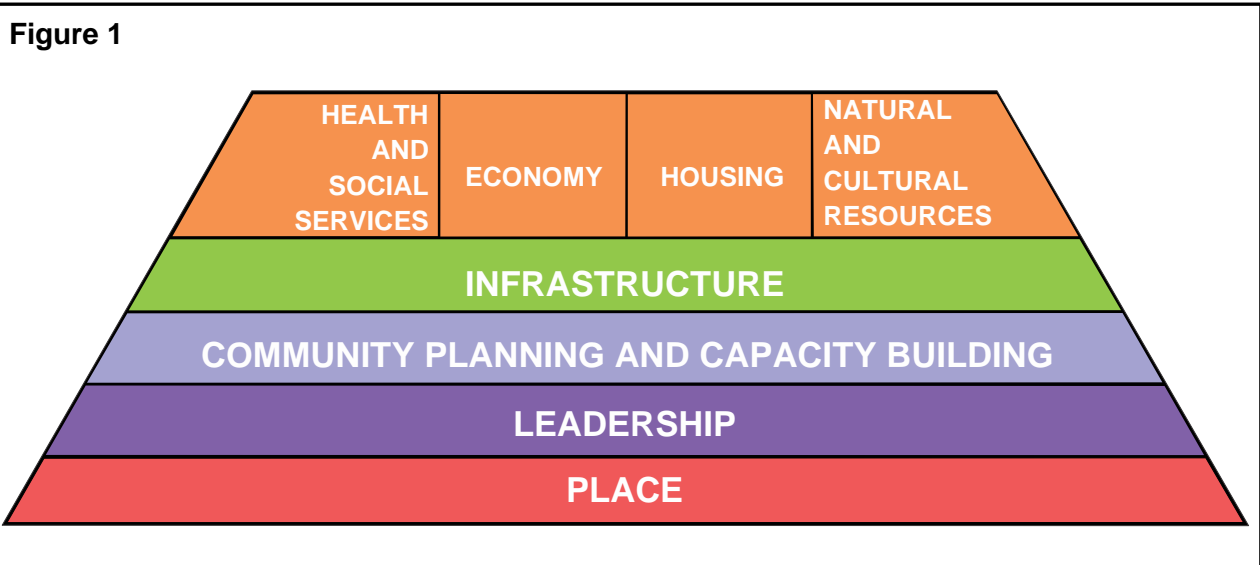 Figure 1
HEALTH
AND
SOCIAL
SERVICES
ECONOMY
HOUSING
NATURAL
AND
CULTURAL
RESOURCES
INFRASTRUCTURE
COMMUNITY PLANNING AND CAPACITY BUILDING
LEADERSHIP
PLACE